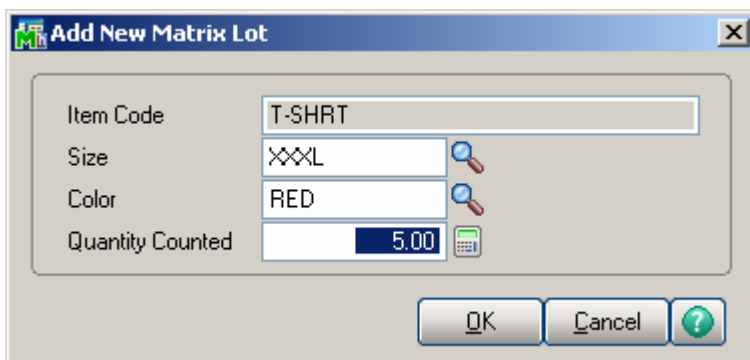 Add New Matrix Lot
Item Code T-SHRT
Size XXXL
Color RED
Quantity Counted 5.00
OK Cancel ?